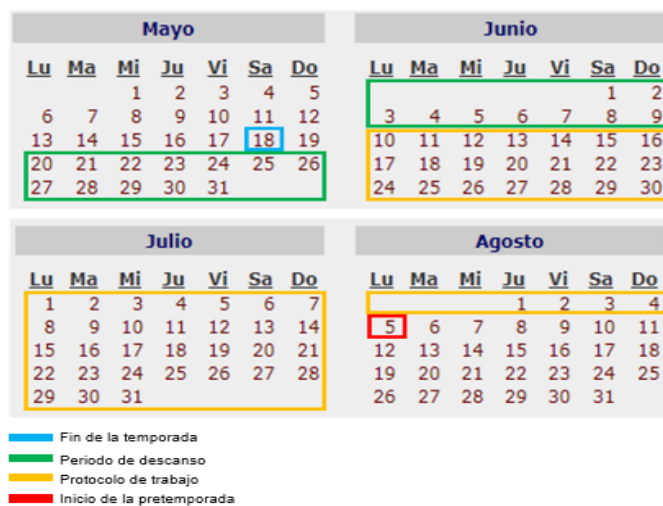 Mayo
Lu Ma Mi Ju Vi Sa Do
1 2 3 4 5
6 7 8 9 10 11 12
13 14 15 16 17 18 19
20 21 22 23 24 25 26
27 28 29 30 31
Junio
Lu Ma Mi Ju Vi Sa Do
1 2
3 4 5 6 7 8 9
10 11 12 13 14 15 16
17 18 19 20 21 22 23
24 25 26 27 28 29 30
Julio
Lu Ma Mi Ju Vi Sa Do
1 2 3 4 5 6 7
8 9 10 11 12 13 14
15 16 17 18 19 20 21
22 23 24 25 26 27 28
29 30 31
Agosto
Lu Ma Mi Ju Vi Sa Do
1 2 3 4
5 6 7 8 9 10 11
12 13 14 15 16 17 18
19 20 21 22 23 24 25
26 27 28 29 30 31
Fin de la temporada
Periodo de descanso
Protocolo de trabajo
Inicio de la pretemporada